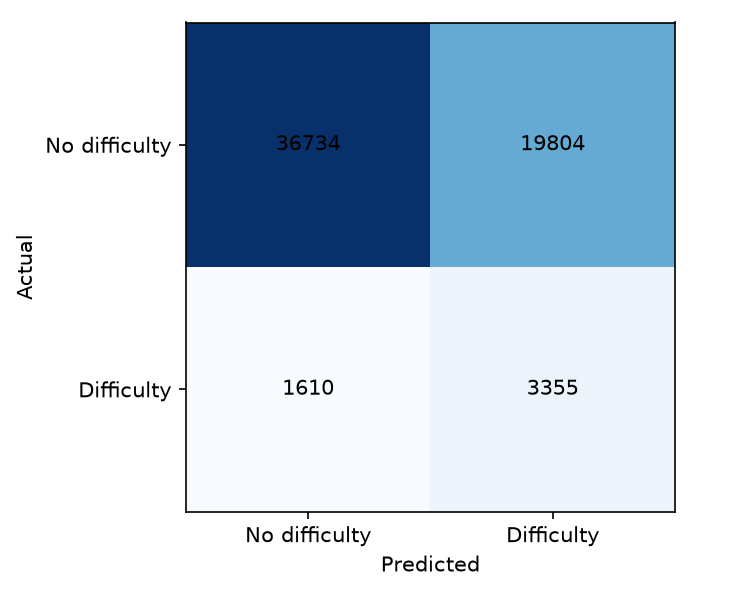 No difficulty
36734
19804
Actual
Difficulty
1610
3355
No difficulty
Difficulty
Predicted